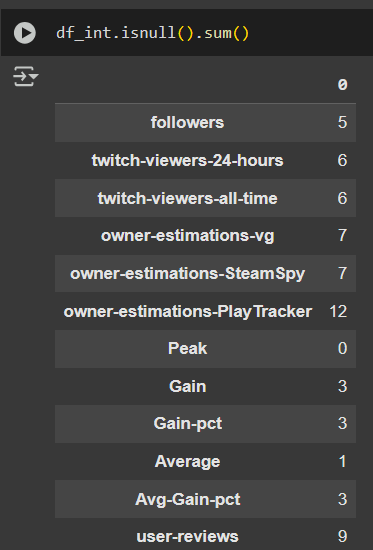 df_int.isnull().sum()
0
followers 5
twitch-viewers-24-hours 6
twitch-viewers-all-time 6
owner-estimations-vg 7
owner-estimations-SteamSpy 7
owner-estimations-PlayTracker 12
Peak 0
Gain 3
Gain-pct 3
Average 1
Avg-Gain-pct 3
user-reviews 9